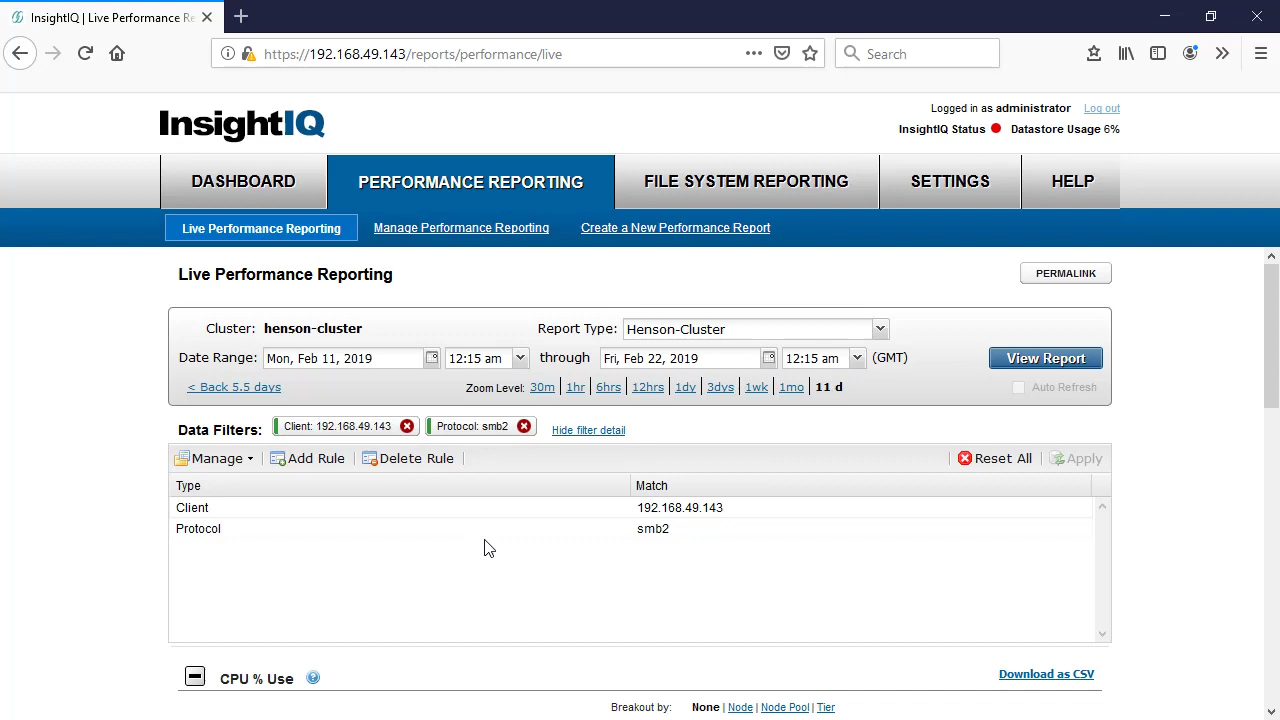 InsightIQ | Live Performance Re
https://192.168.49.143/reports/performance/live
Search
InsightIQ
Logged in as administrator Log out
InsightIQ Status Datastore Usage 6%
DASHBOARD PERFORMANCE REPORTING FILE SYSTEM REPORTING SETTINGS HELP
Live Performance Reporting Manage Performance Reporting Create a New Performance Report
Live Performance Reporting
PERMALINK
Cluster: henson-cluster Report Type: Henson-Cluster
Date Range: Mon, Feb 11, 2019 12:15 am through Fri, Feb 22, 2019 12:15 am (GMT) View Report
< Back 5.5 days Zoom Level: 30m | 1hr | 6hrs | 12hrs | 1dy | 3dys | 1wk | 1mo | 11 d Auto Refresh
Data Filters: Client: 192.168.49.143 Protocol: smb2 Hide filter detail
Manage Add Rule Delete Rule Reset All Apply
Type Match
Client 192.168.49.143
Protocol smb2
CPU % Use ? Download as CSV
Breakout by: None | Node | Node Pool | Tier